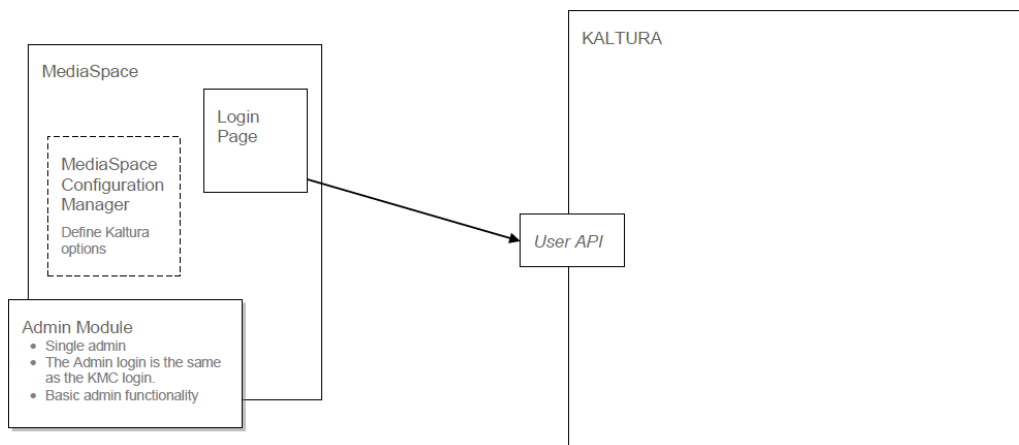 KALTURA
MediaSpace
Login
Page
MediaSpace
Configuration
Manager
Define Kaltura
options
User API
Admin Module
• Single admin
• The Admin login is the same
as the KMC login.
• Basic admin functionality